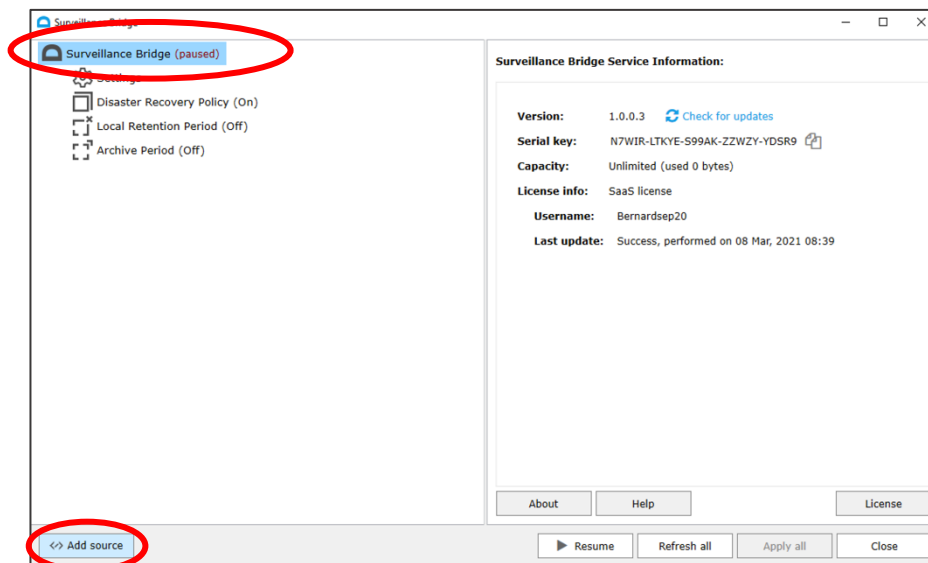 Surveillance Bridge
Surveillance Bridge (paused)
Settings
Disaster Recovery Policy (On)
Local Retention Period (Off)
Archive Period (Off)
Surveillance Bridge Service Information:
Version: 1.0.0.3 Check for updates
Serial key: N7WIR-LTKYE-S99AK-ZZWZY-YDSR9
Capacity: Unlimited (used 0 bytes)
License info: SaaS license
Username: Bernardsep20
Last update: Success, performed on 08 Mar, 2021 08:39
About Help License
Add source Resume Refresh all Apply all Close